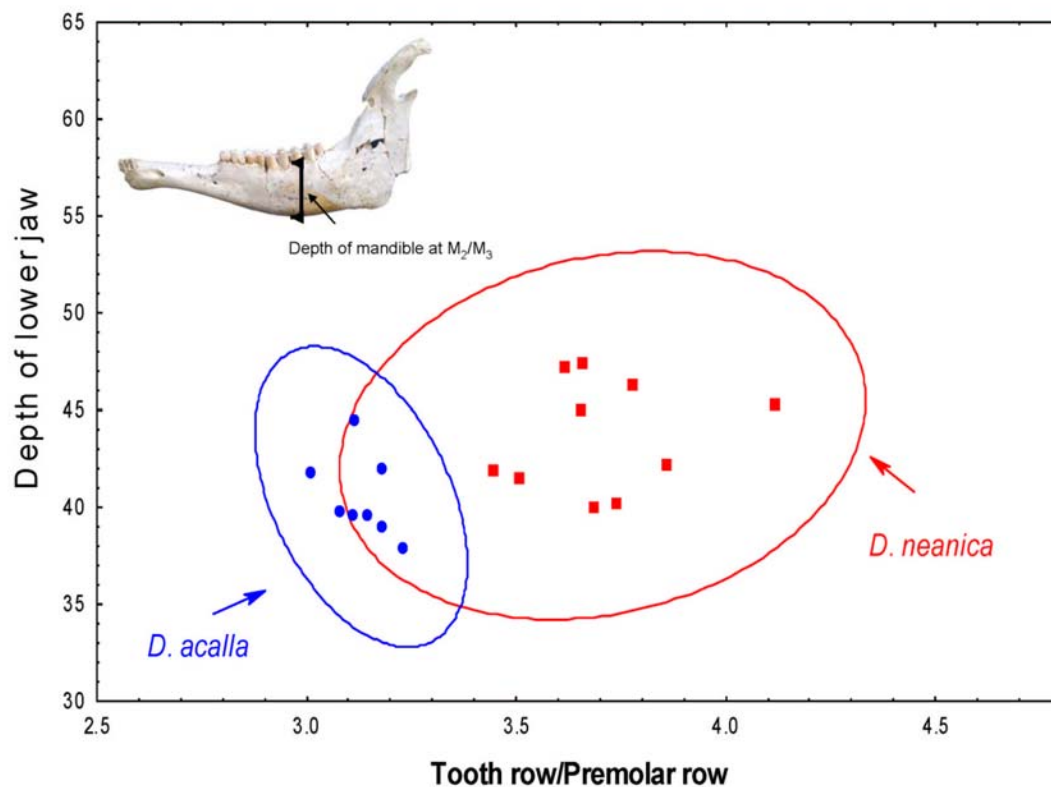 65
60
55
50
45
40
35
30
Depth of lower jaw
Depth of mandible at M₂/M₃
D. neanica
D. acalla
2.5 3.0 3.5 4.0 4.5
Tooth row/Premolar row